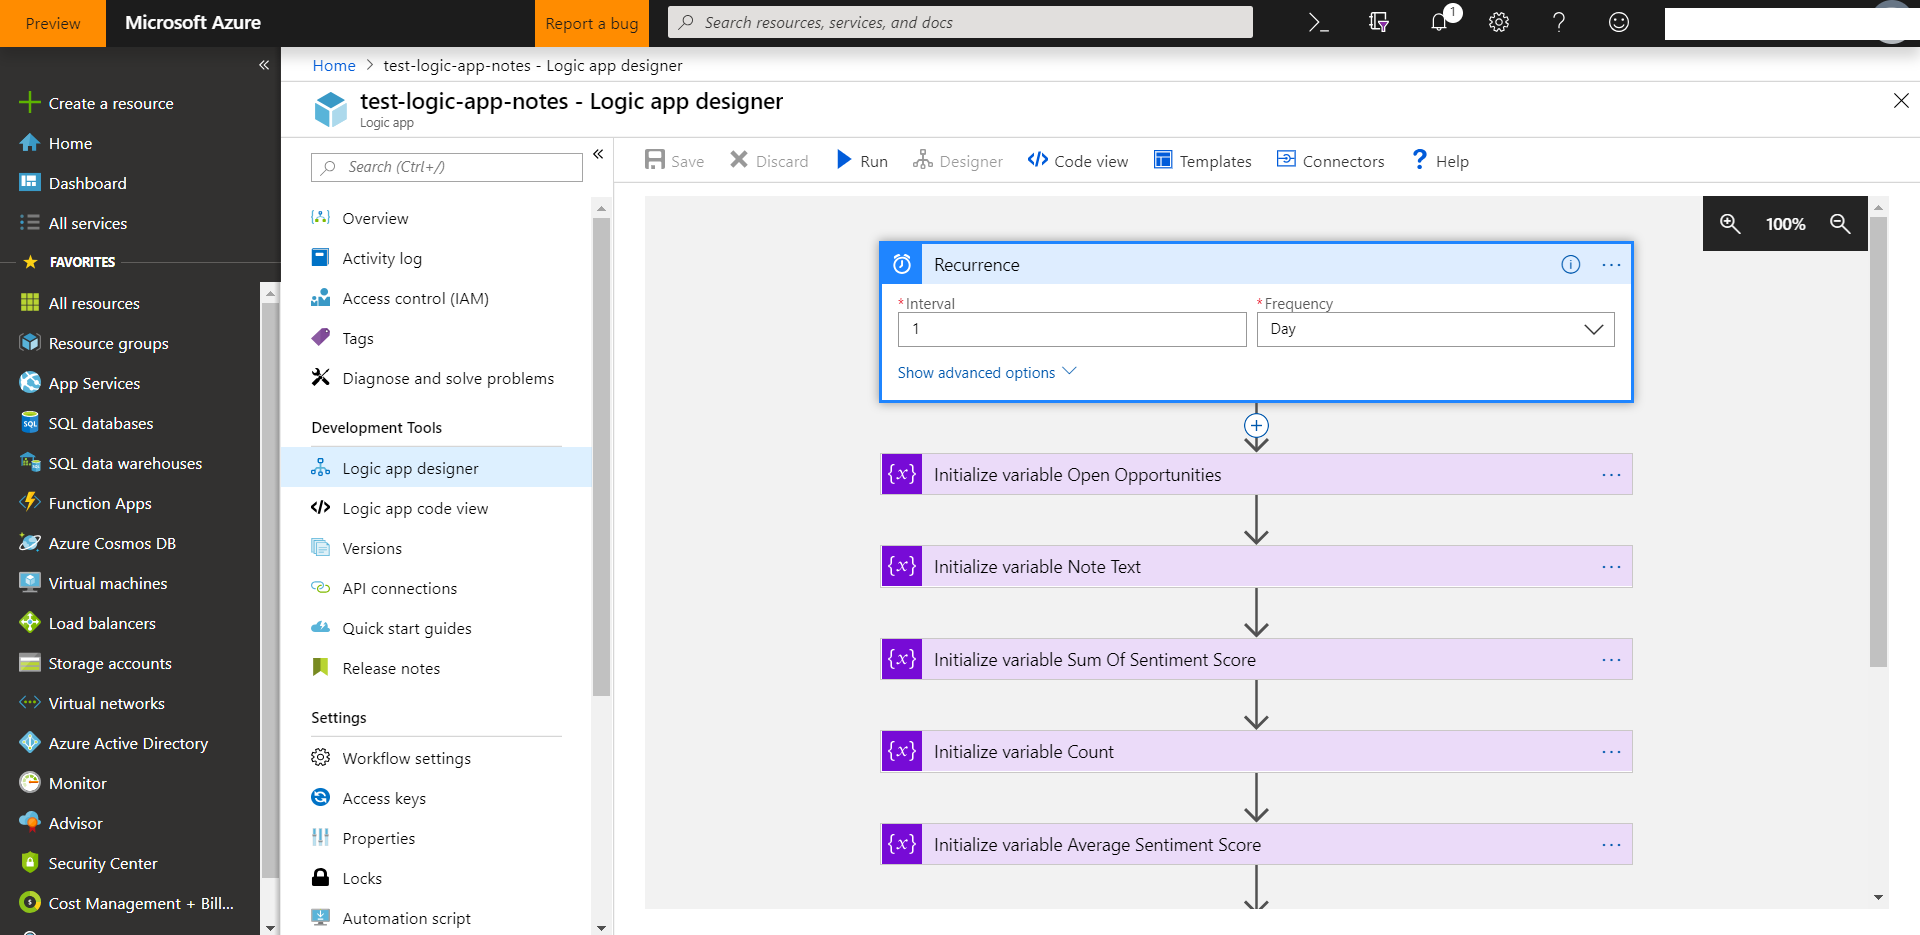 Preview
Microsoft Azure
Report a bug
Search resources, services, and docs
1
Create a resource
Home
Dashboard
All services
FAVORITES
All resources
Resource groups
App Services
SQL databases
SQL data warehouses
Function Apps
Azure Cosmos DB
Virtual machines
Load balancers
Storage accounts
Virtual networks
Azure Active Directory
Monitor
Advisor
Security Center
Cost Management + Bill...
Home > test-logic-app-notes - Logic app designer
test-logic-app-notes - Logic app designer
Logic app
Search (Ctrl+/)
Overview
Activity log
Access control (IAM)
Tags
Diagnose and solve problems
Development Tools
Logic app designer
Logic app code view
Versions
API connections
Quick start guides
Release notes
Settings
Workflow settings
Access keys
Properties
Locks
Automation script
Save Discard Run Designer Code view Templates Connectors Help
100%
Recurrence
*Interval *Frequency
1 Day
Show advanced options
{x} Initialize variable Open Opportunities
{x} Initialize variable Note Text
{x} Initialize variable Sum Of Sentiment Score
{x} Initialize variable Count
{x} Initialize variable Average Sentiment Score